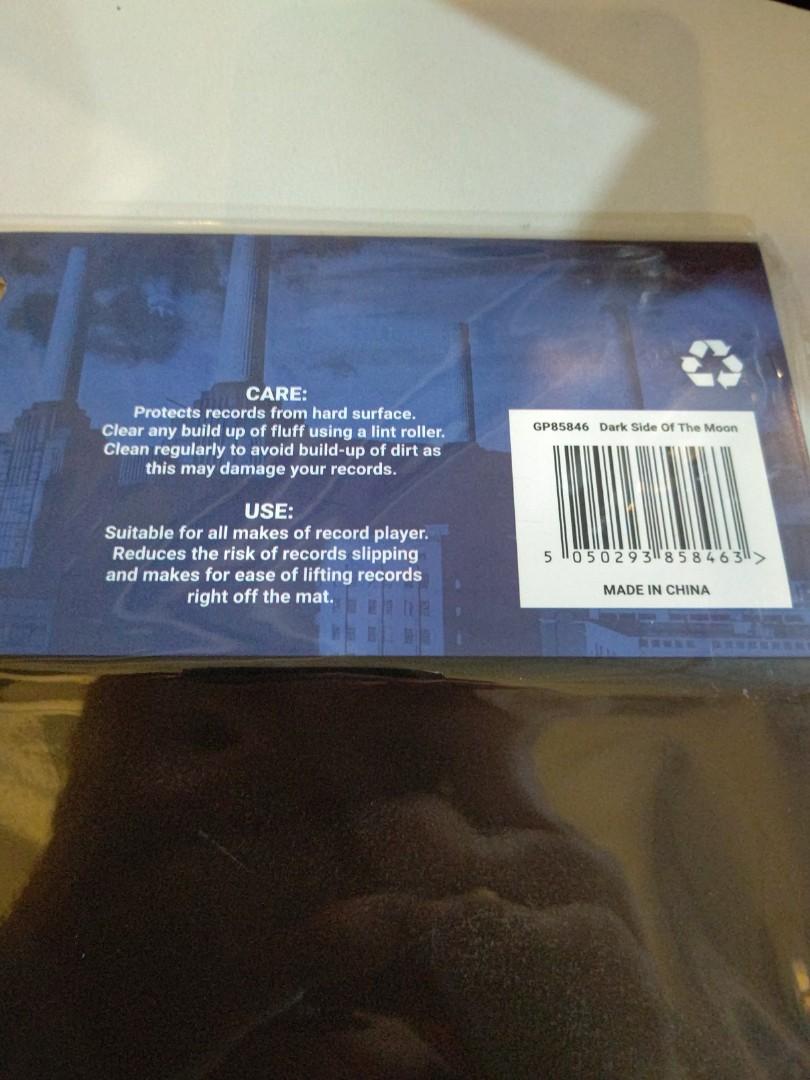 CARE:
Protects records from hard surface.
Clear any build up of fluff using a lint roller.
Clean regularly to avoid build-up of dirt as
this may damage your records.
USE:
Suitable for all makes of record player.
Reduces the risk of records slipping
and makes for ease of lifting records
right off the mat.
GP85846 Dark Side Of The Moon
5 050293 858463 >
MADE IN CHINA